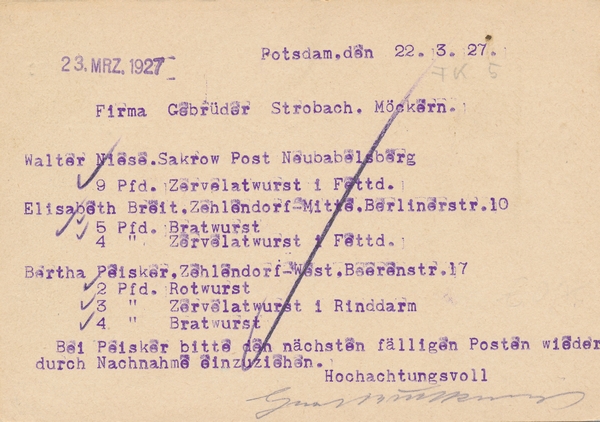 Potsdam,den 22. 3. 27.
23. MRZ. 1927
Firma Gebrüder Strobach. Möckern.
Walter Niese.Sakrow Post Neubabelsberg
9 Pfd. Zervelatwurst i Fettd.
Elisabeth Breit.Zehlendorf-Mitte.Berlinerstr.10
5 Pfd. Bratwurst
4 " Zervelatwurst i Fettd.
Bertha Peisker.Zehlendorf-West.Beerenstr.17
2 Pfd. Rotwurst
3 " Zervelatwurst i Rinddarm
4 " Bratwurst
Bei Peisker bitte den nächsten fälligen Posten wieder
durch Nachnahme einzuziehen.
Hochachtungsvoll